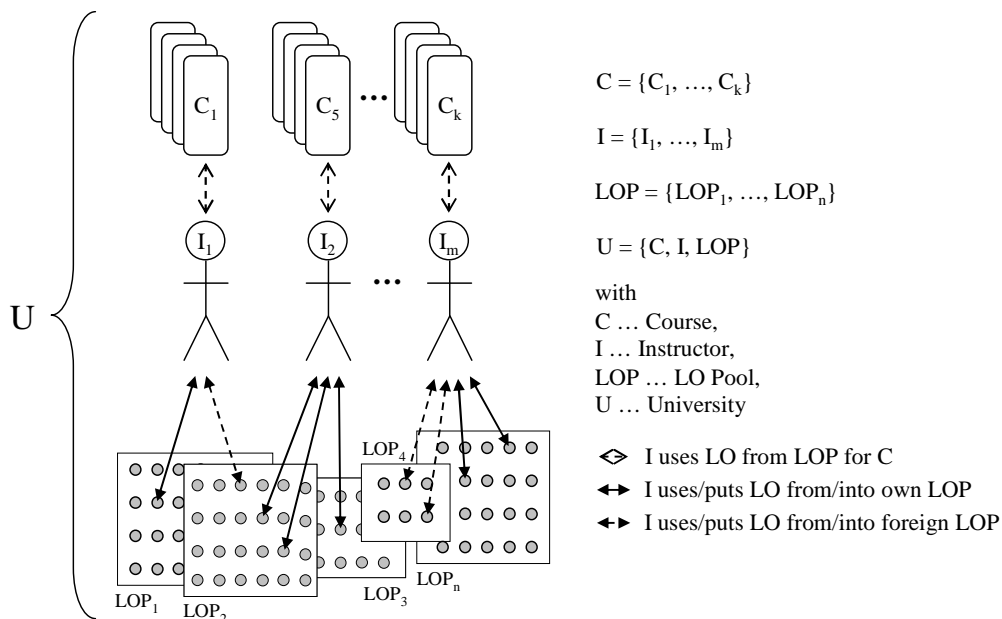 U
C₁
C₅
...
Cₖ
I₁
I₂
Iₘ
...
LOP₁
LOP₂
LOP₃
LOP₄
LOPₙ
C = {C₁, …, Cₖ}
I = {I₁, …, Iₘ}
LOP = {LOP₁, …, LOPₙ}
U = {C, I, LOP}
with
C … Course,
I … Instructor,
LOP … LO Pool,
U … University
I uses LO from LOP for C
I uses/puts LO from/into own LOP
I uses/puts LO from/into foreign LOP